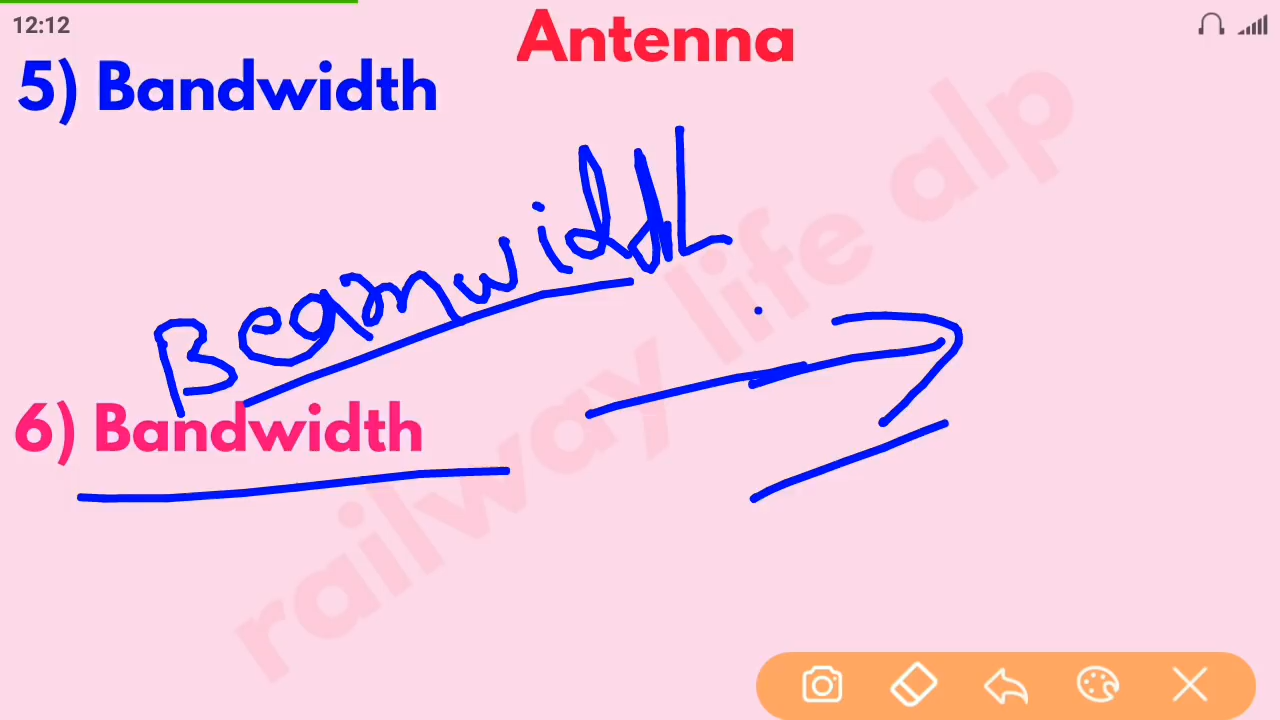 12:12
Antenna
5) Bandwidth
Beamwidth
6) Bandwidth
railway life alp